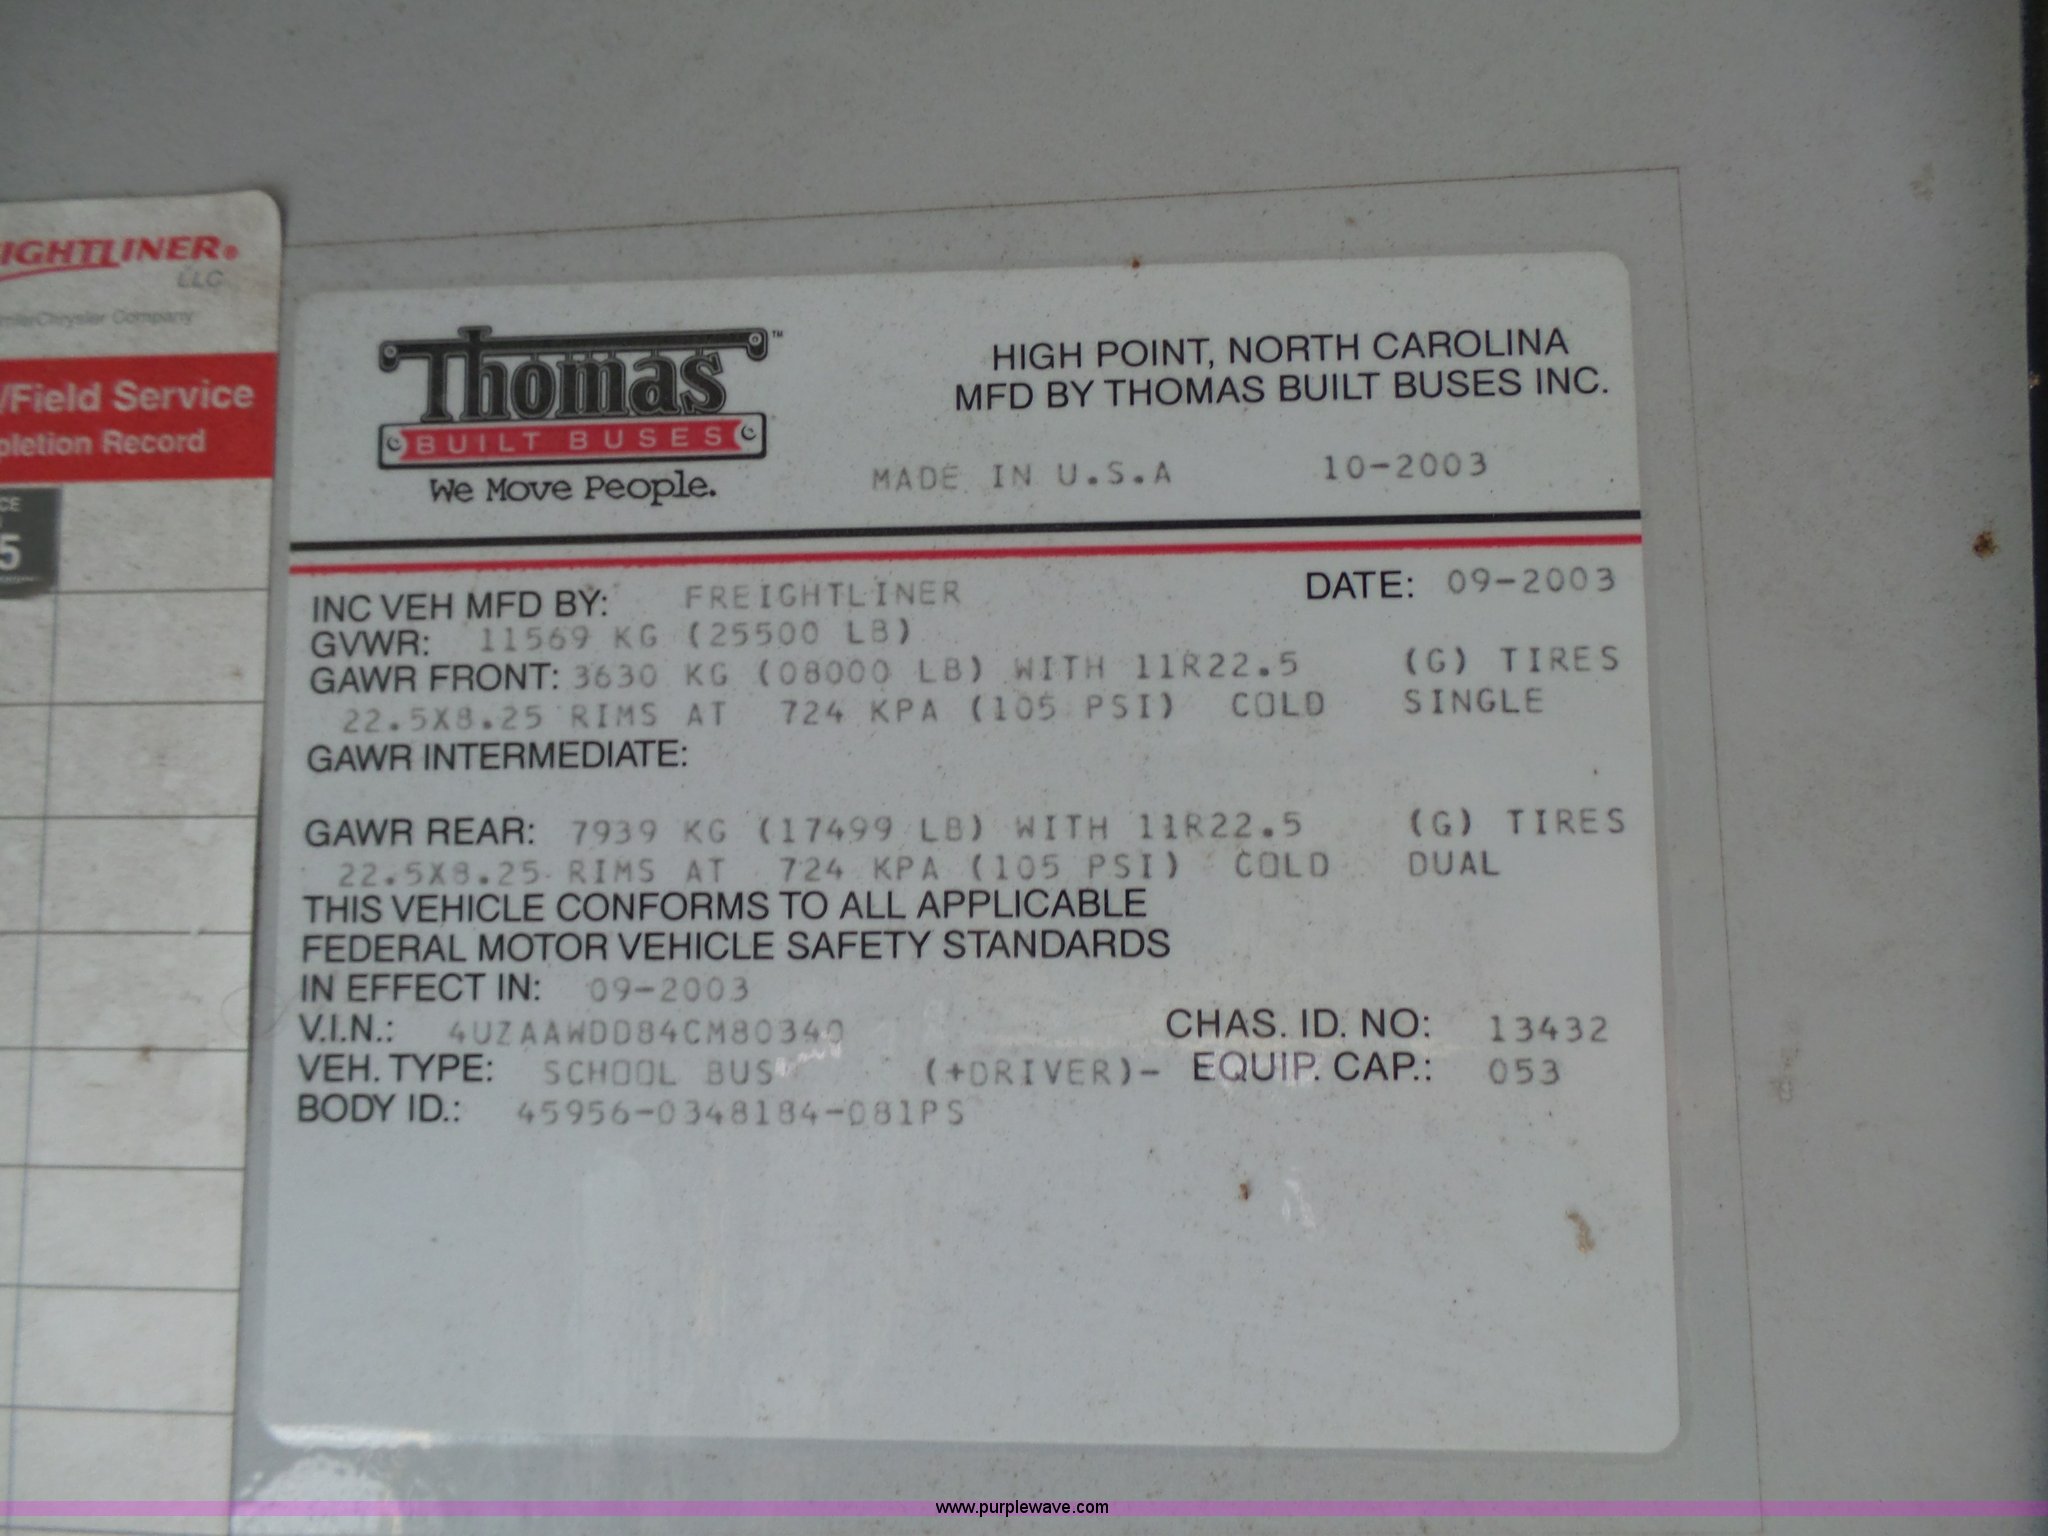 IGHTLINER®
LLC
Chrysler Company
/Field Service
pletion Record
CE
5
Thomas™
BUILT BUSES
We Move People.
HIGH POINT, NORTH CAROLINA
MFD BY THOMAS BUILT BUSES INC.
MADE IN U.S.A 10-2003
INC VEH MFD BY: FREIGHTLINER DATE: 09-2003
GVWR: 11569 KG (25500 LB)
GAWR FRONT: 3630 KG (08000 LB) WITH 11R22.5 (G) TIRES
22.5X8.25 RIMS AT 724 KPA (105 PSI) COLD SINGLE
GAWR INTERMEDIATE:
GAWR REAR: 7939 KG (17499 LB) WITH 11R22.5 (G) TIRES
22.5X8.25 RIMS AT 724 KPA (105 PSI) COLD DUAL
THIS VEHICLE CONFORMS TO ALL APPLICABLE
FEDERAL MOTOR VEHICLE SAFETY STANDARDS
IN EFFECT IN: 09-2003
V.I.N.: 4UZAAWDD84CM80340 CHAS. ID. NO: 13432
VEH. TYPE: SCHOOL BUS (+DRIVER)- EQUIP. CAP.: 053
BODY ID.: 45956-0348184-081PS
www.purplewave.com